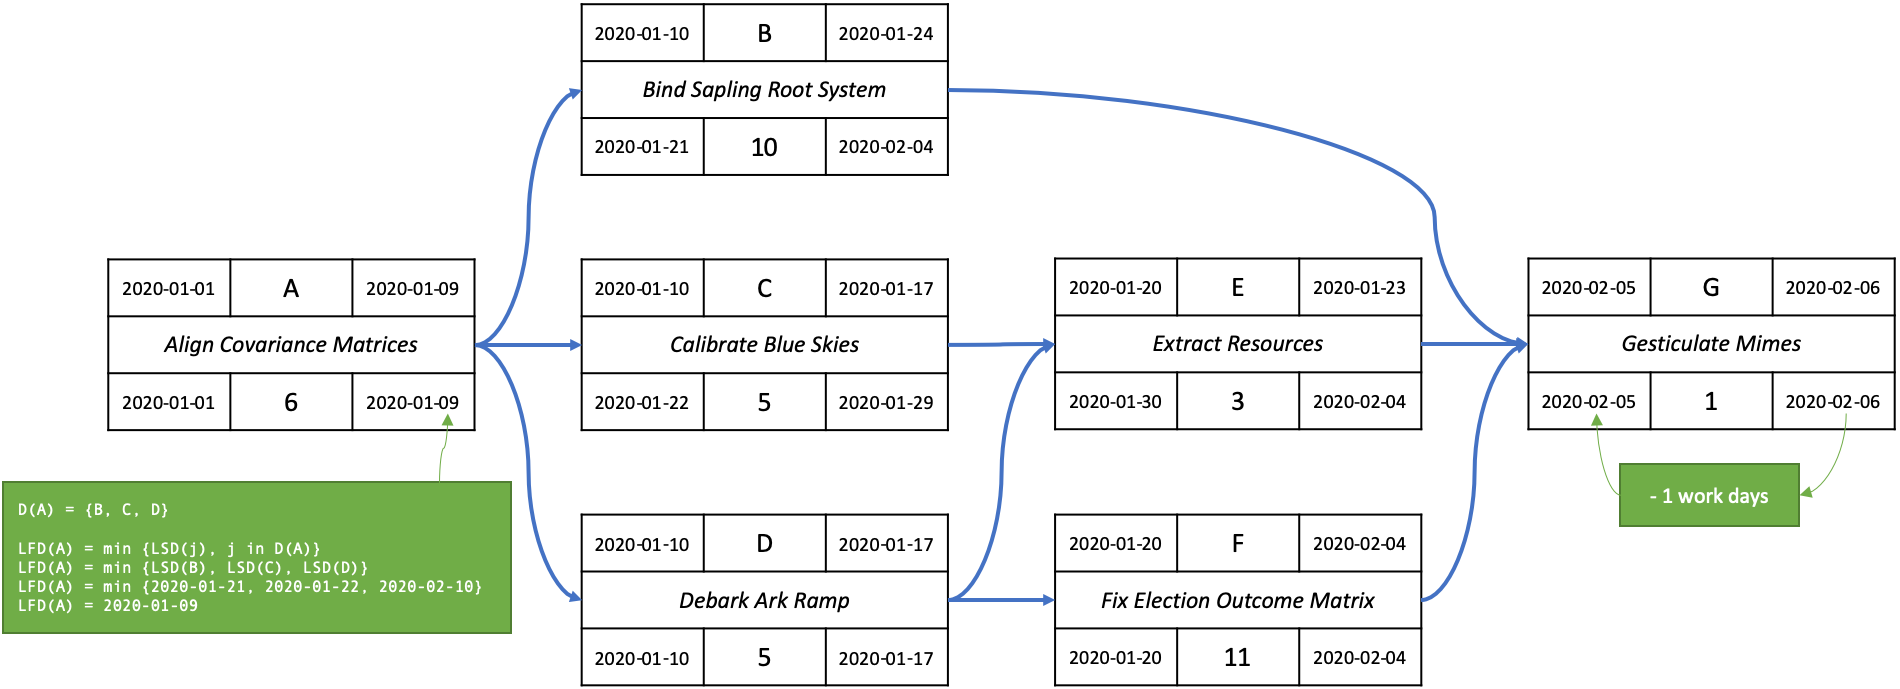 2020-01-10 B 2020-01-24
Bind Sapling Root System
2020-01-21 10 2020-02-04
2020-01-01 A 2020-01-09
Align Covariance Matrices
2020-01-01 6 2020-01-09
2020-01-10 C 2020-01-17
Calibrate Blue Skies
2020-01-22 5 2020-01-29
2020-01-20 E 2020-01-23
Extract Resources
2020-01-30 3 2020-02-04
2020-02-05 G 2020-02-06
Gesticulate Mimes
2020-02-05 1 2020-02-06
- 1 work days
D(A) = {B, C, D}
LFD(A) = min {LSD(j), j in D(A)}
LFD(A) = min {LSD(B), LSD(C), LSD(D)}
LFD(A) = min {2020-01-21, 2020-01-22, 2020-02-10}
LFD(A) = 2020-01-09
2020-01-10 D 2020-01-17
Debark Ark Ramp
2020-01-10 5 2020-01-17
2020-01-20 F 2020-02-04
Fix Election Outcome Matrix
2020-01-20 11 2020-02-04